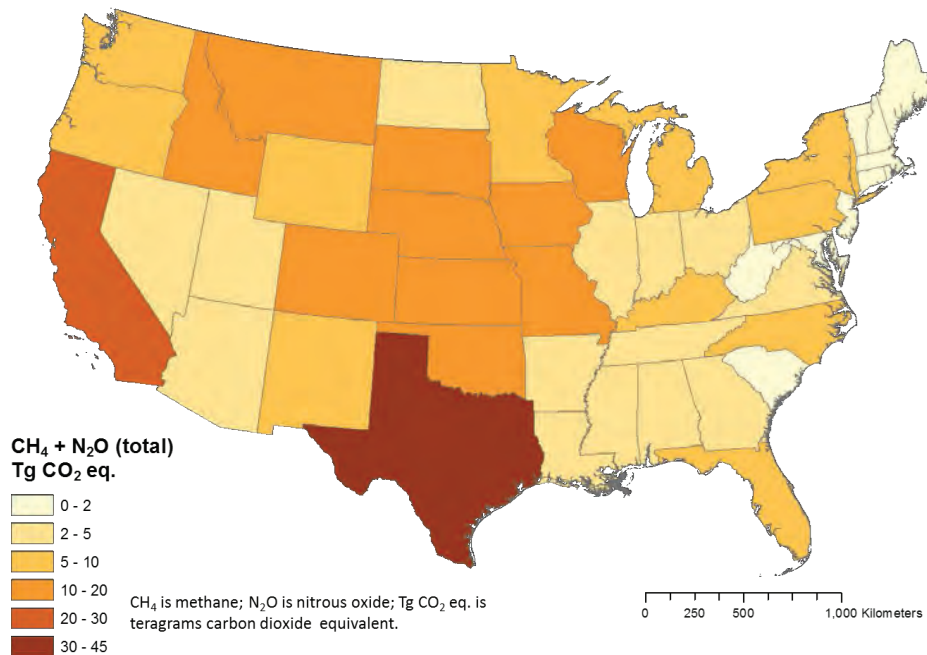 CH₄ + N₂O (total)
Tg CO₂ eq.
0 - 2
2 - 5
5 - 10
10 - 20
20 - 30
30 - 45
CH₄ is methane; N₂O is nitrous oxide; Tg CO₂ eq. is
teragrams carbon dioxide equivalent.
0 250 500 1,000 Kilometers